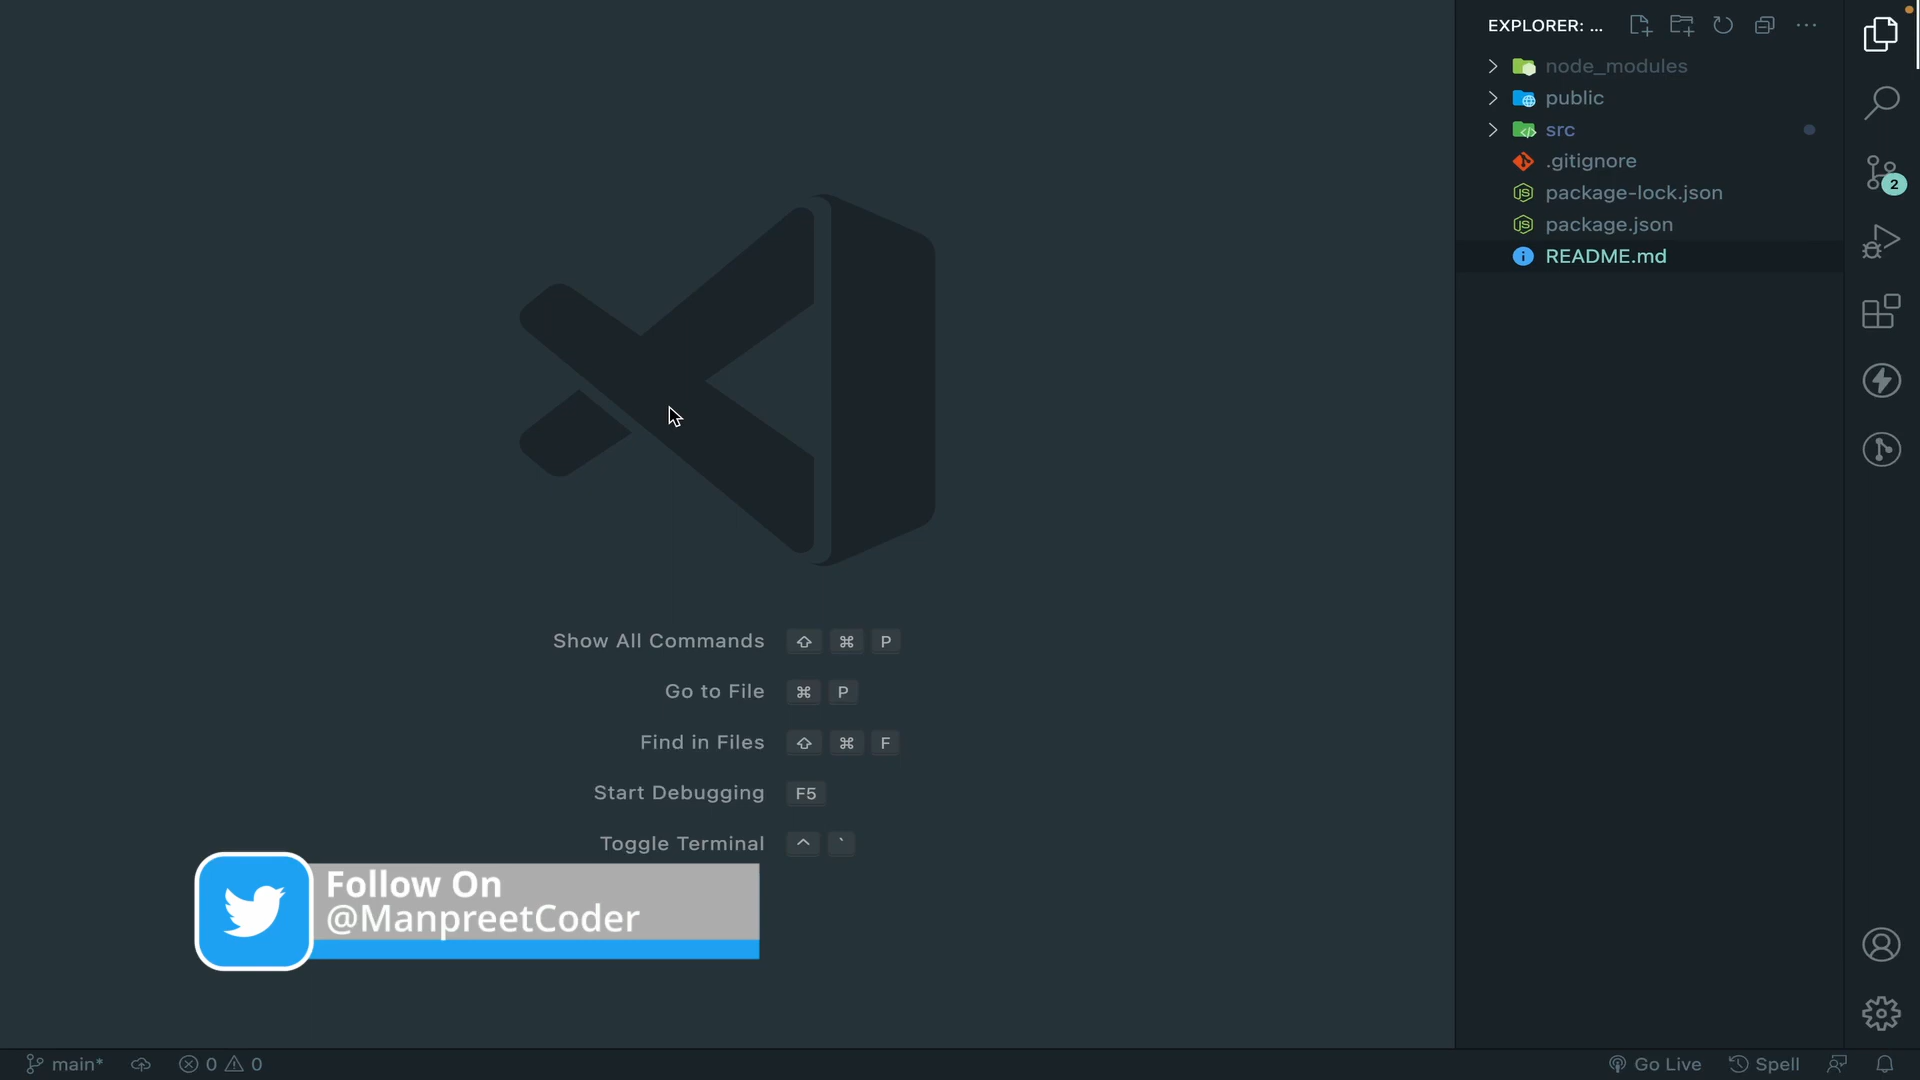 EXPLORER: ...
node_modules
public
src
.gitignore
package-lock.json
package.json
README.md
2
Show All Commands ⇧ ⌘ P
Go to File ⌘ P
Find in Files ⇧ ⌘ F
Start Debugging F5
Toggle Terminal ^ `
Follow On
@ManpreetCoder
main* 0 0 Go Live Spell